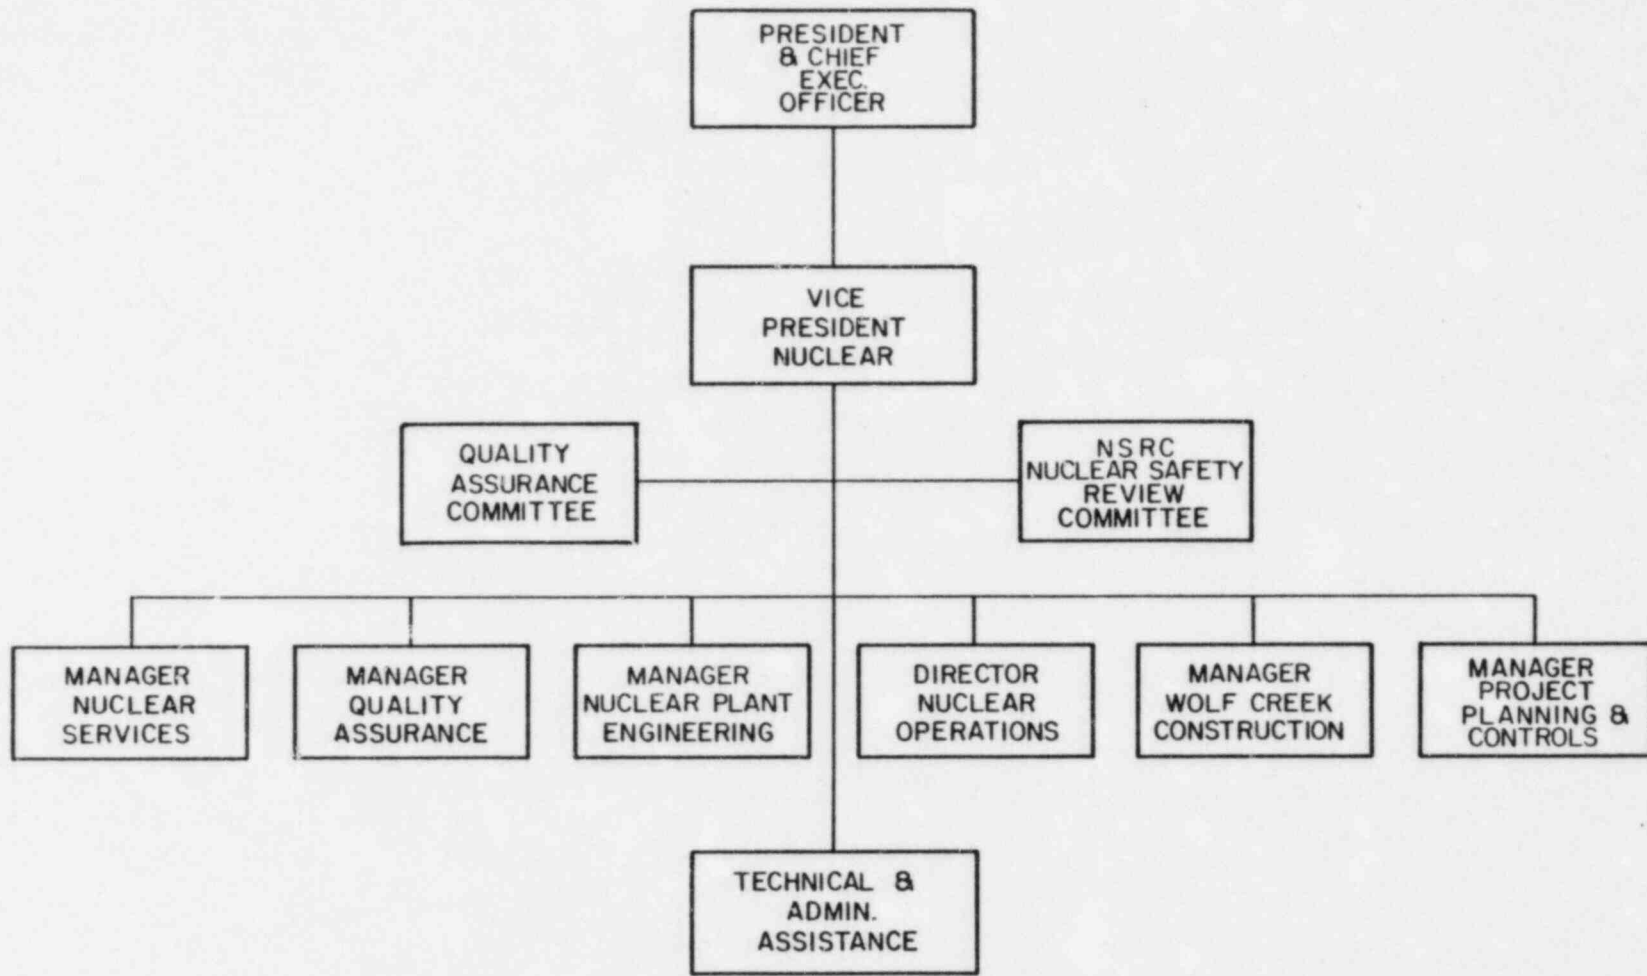 PRESIDENT
& CHIEF
EXEC.
OFFICER
VICE
PRESIDENT
NUCLEAR
QUALITY
ASSURANCE
COMMITTEE
NSRC
NUCLEAR SAFETY
REVIEW
COMMITTEE
MANAGER
NUCLEAR
SERVICES
MANAGER
QUALITY
ASSURANCE
MANAGER
NUCLEAR PLANT
ENGINEERING
DIRECTOR
NUCLEAR
OPERATIONS
MANAGER
WOLF CREEK
CONSTRUCTION
MANAGER
PROJECT
PLANNING &
CONTROLS
TECHNICAL &
ADMIN.
ASSISTANCE